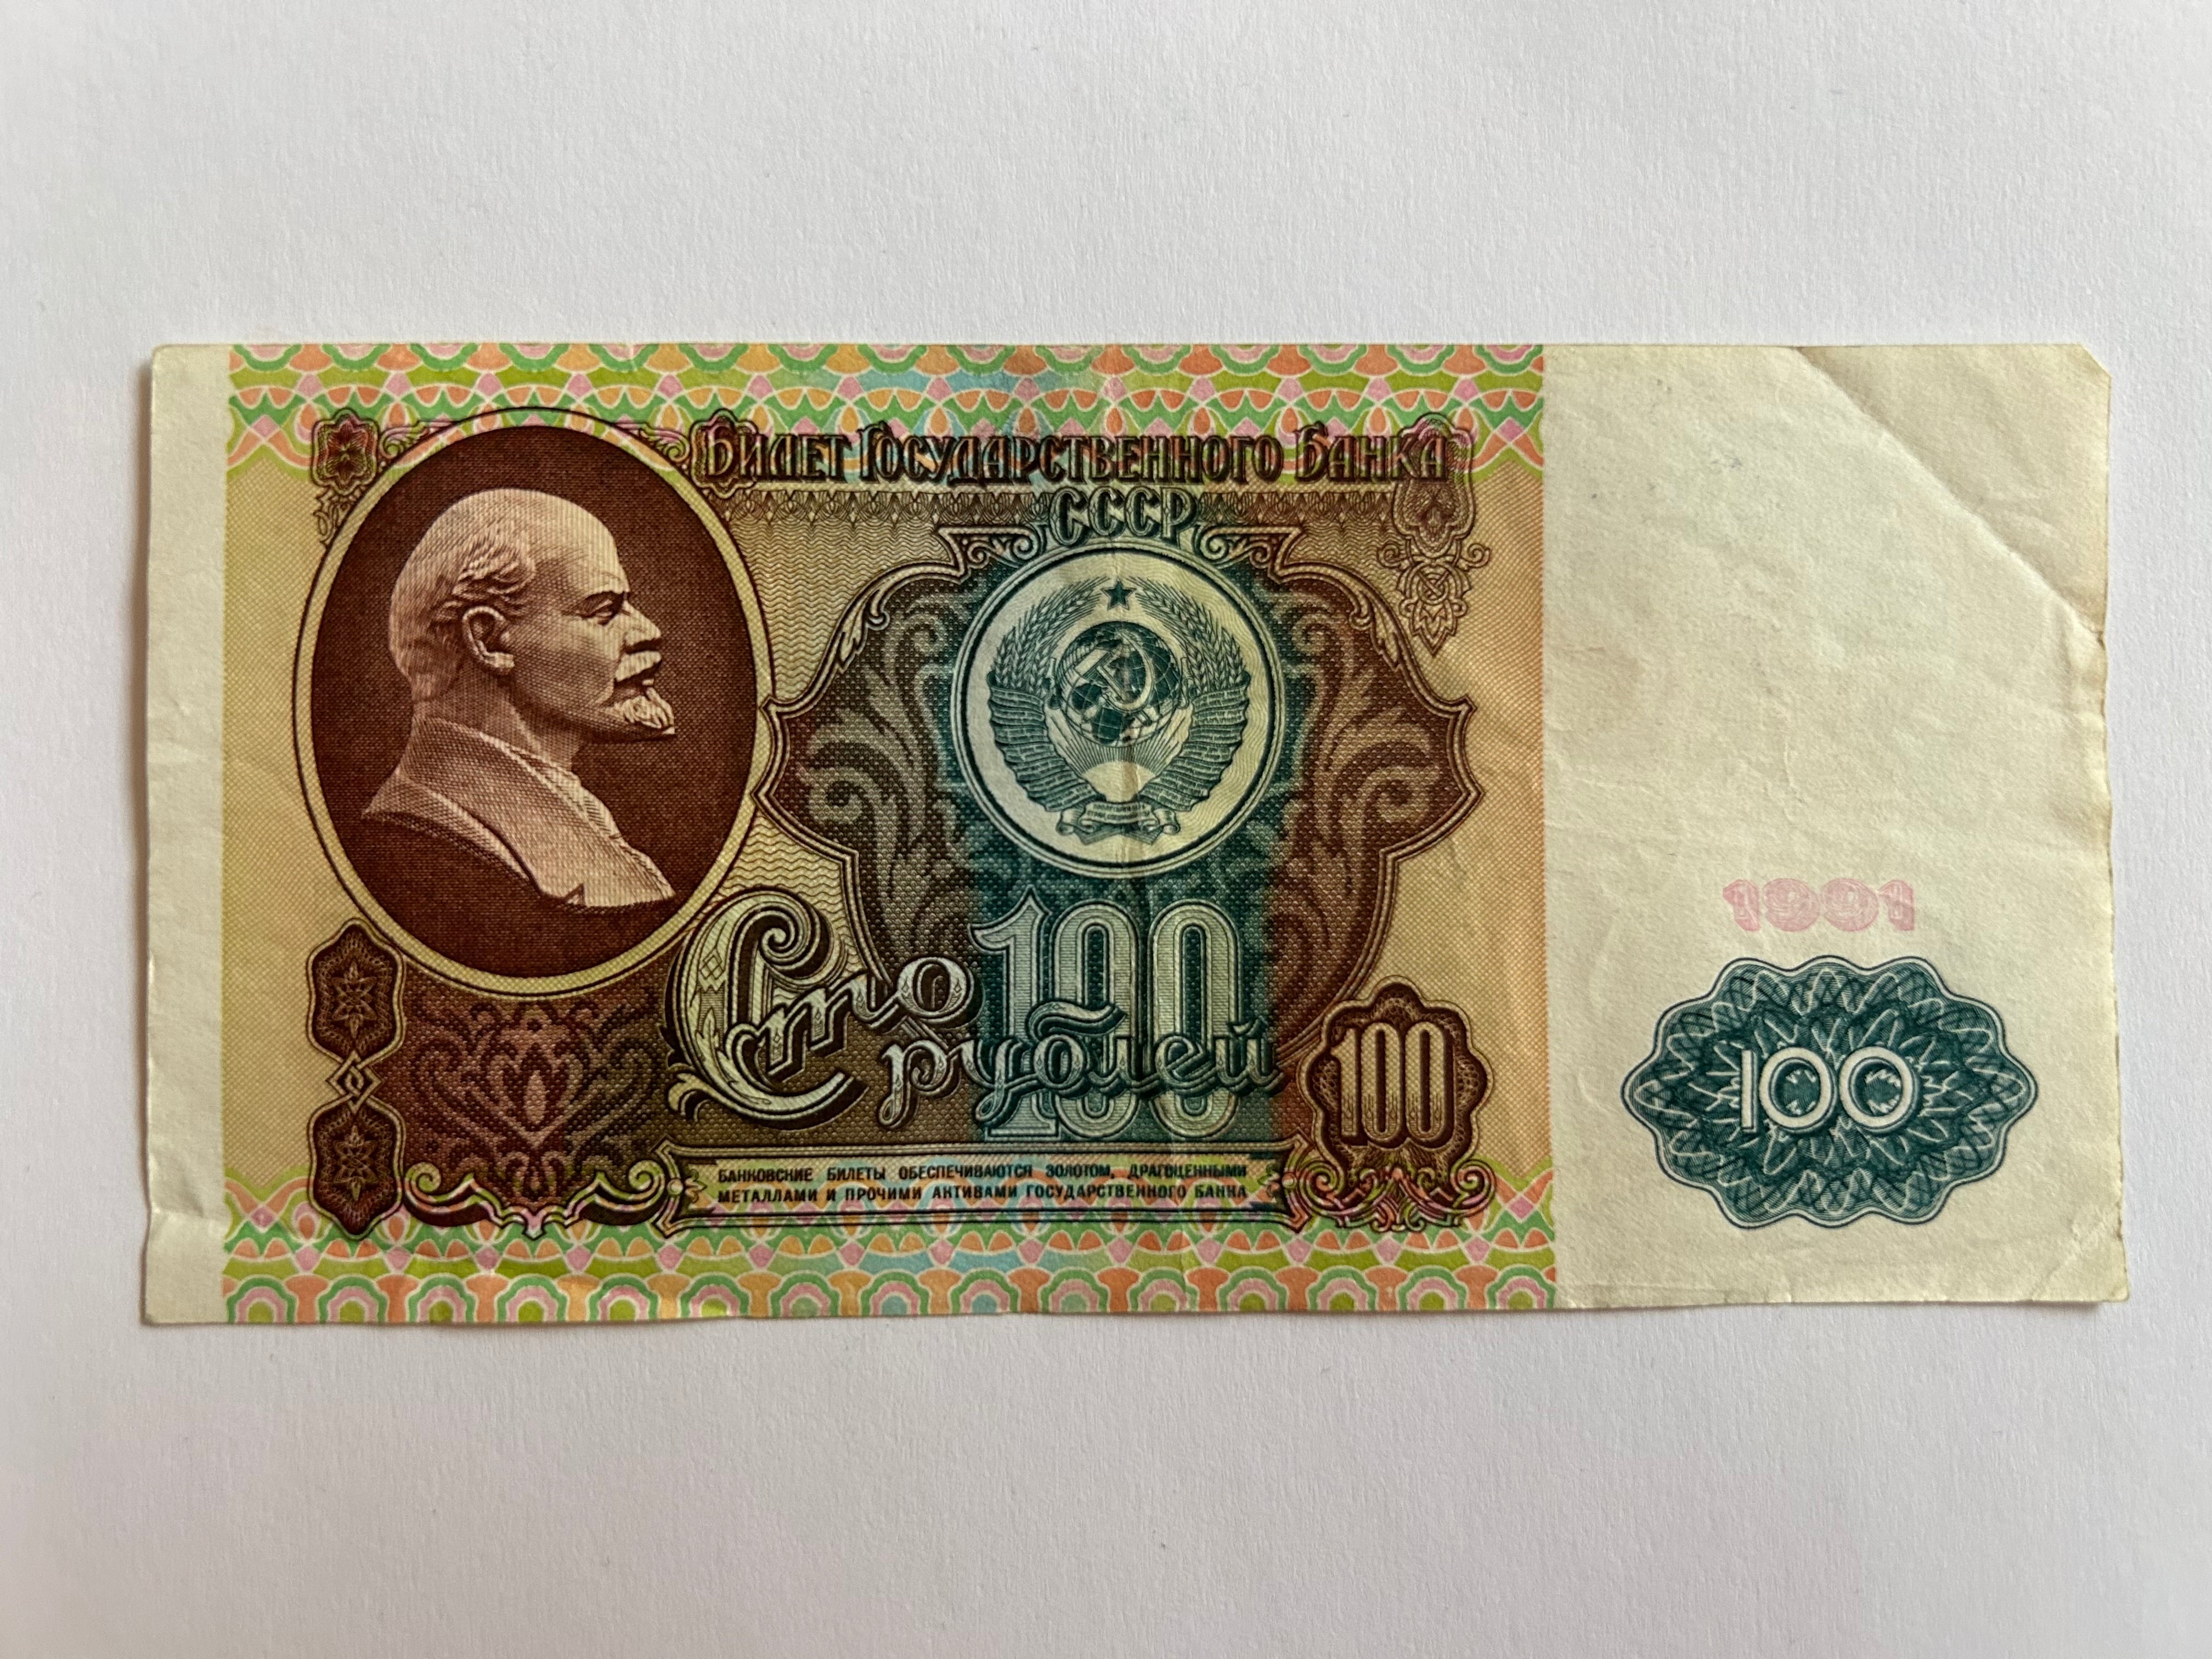 Билет Государственного Банка
СССР
100
Сто
рублей
100
100
БАНКОВСКИЕ БИЛЕТЫ ОБЕСПЕЧИВАЮТСЯ ЗОЛОТОМ, ДРАГОЦЕННЫМИ
МЕТАЛЛАМИ И ПРОЧИМИ АКТИВАМИ ГОСУДАРСТВЕННОГО БАНКА
1991
100